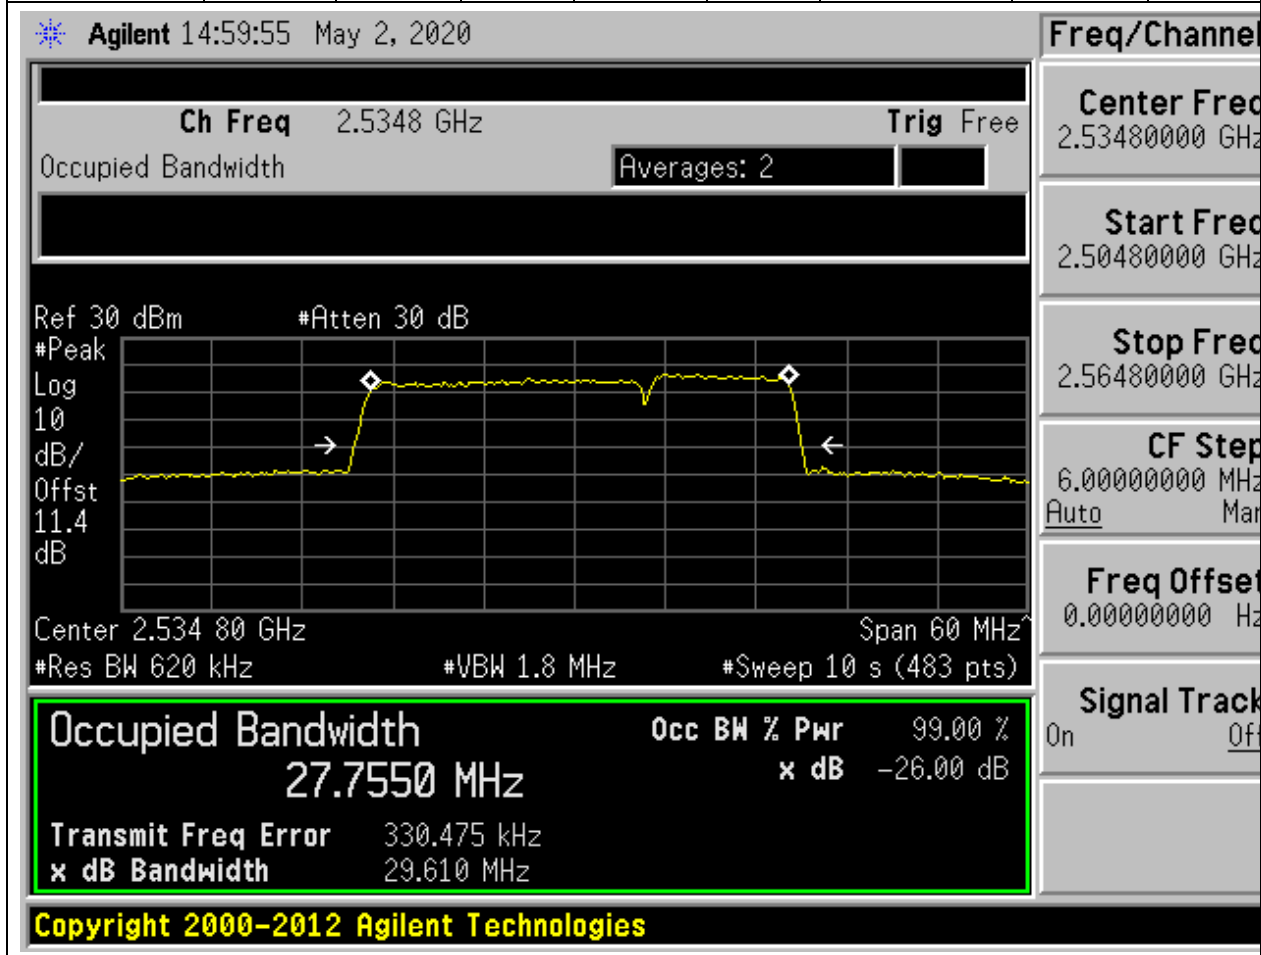 Agilent 14:59:55 May 2, 2020
Freq/Channel
Ch Freq 2.5348 GHz Trig Free
Occupied Bandwidth Averages: 2
Center Freq
2.53480000 GHz
Start Freq
2.50480000 GHz
Stop Freq
2.56480000 GHz
CF Step
6.00000000 MHz
Auto Man
Freq Offset
0.00000000 Hz
Signal Track
On Off
Ref 30 dBm #Atten 30 dB
#Peak
Log
10
dB/
Offst
11.4
dB
Center 2.534 80 GHz Span 60 MHz^
#Res BW 620 kHz #VBW 1.8 MHz #Sweep 10 s (483 pts)
Occupied Bandwidth Occ BW % Pwr 99.00 %
27.7550 MHz x dB -26.00 dB
Transmit Freq Error 330.475 kHz
x dB Bandwidth 29.610 MHz
Copyright 2000-2012 Agilent Technologies